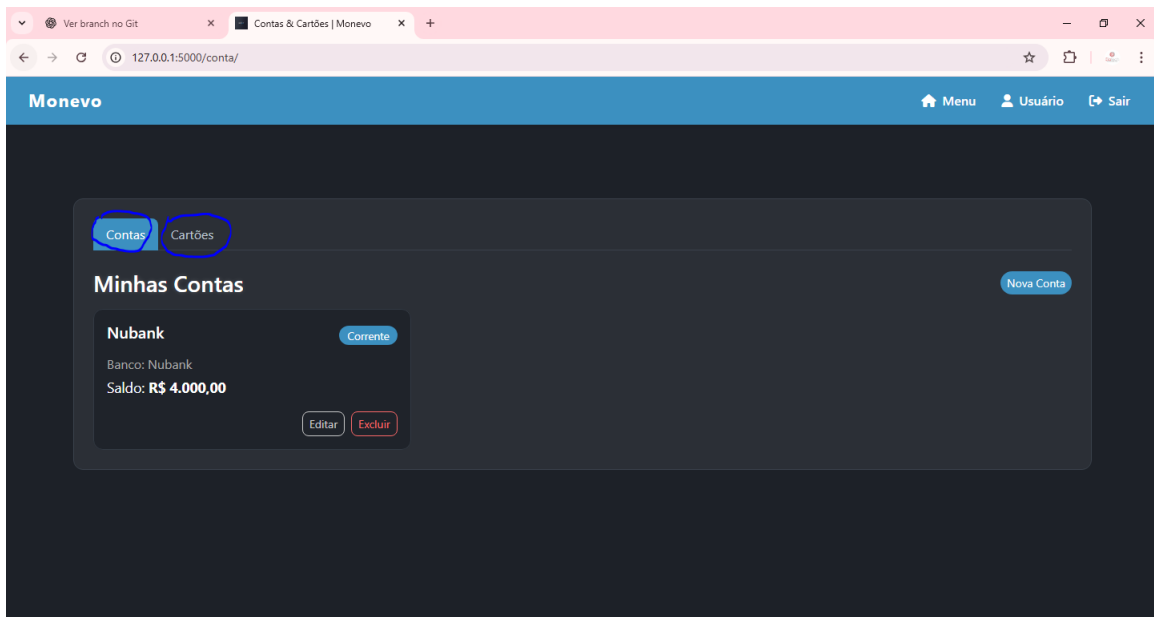 Ver branch no Git
Contas & Cartões | Monevo
127.0.0.1:5000/conta/
Monevo
Menu
Usuário
Sair
Contas
Cartões
Minhas Contas
Nova Conta
Nubank
Corrente
Banco: Nubank
Saldo: R$ 4.000,00
Editar
Excluir